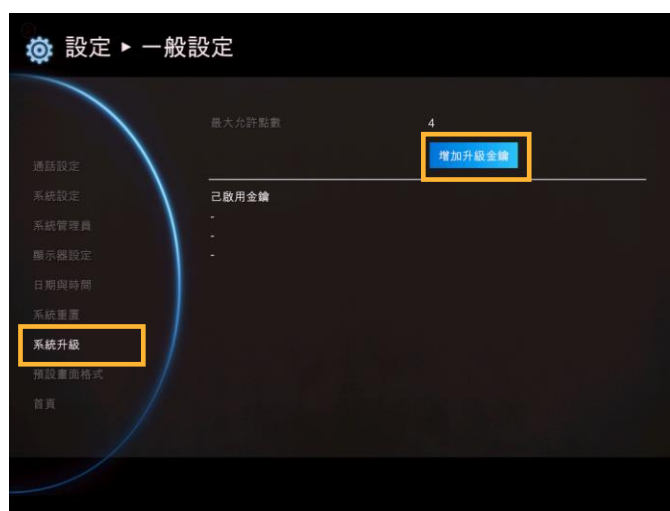 設定 ▸ 一般設定
最大允許點數 4
增加升級金鑰
通話設定
系統設定
系統管理員
顯示器設定
日期與時間
系統重置
系統升級
預設畫面格式
首頁
己啟用金鑰
-
-
-